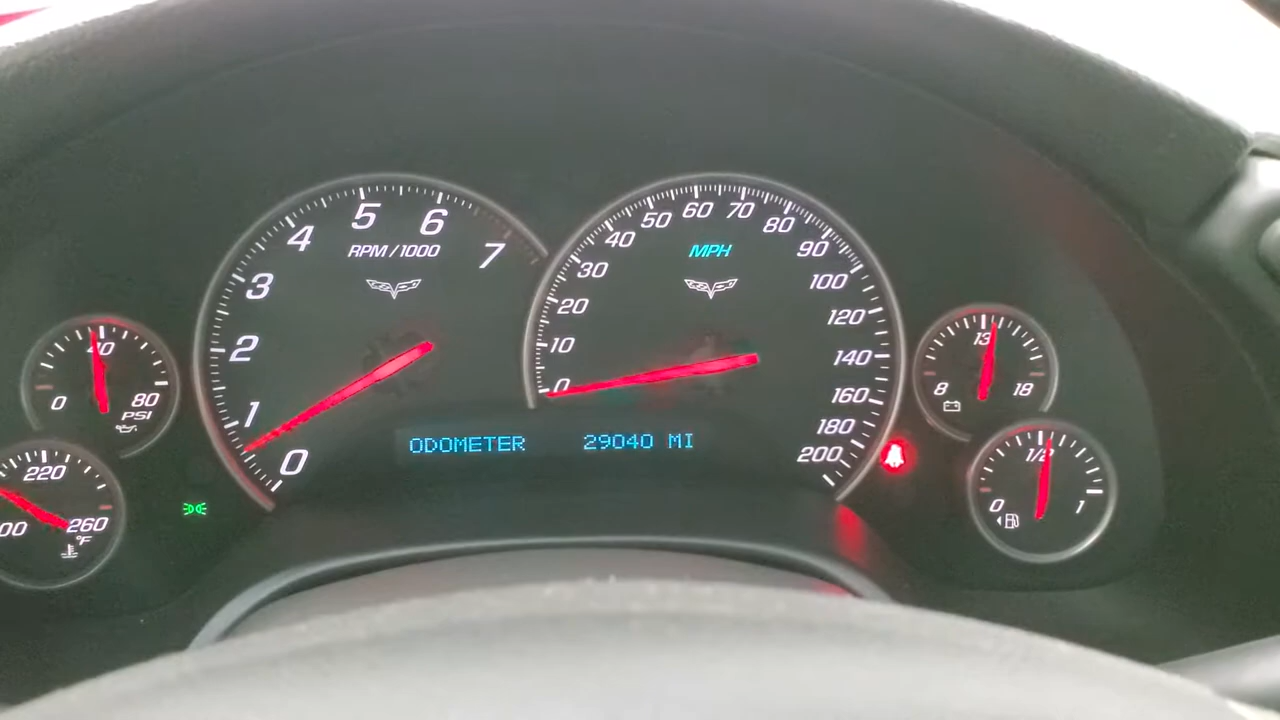 0 1 2 3 4 5 6 7
RPM/1000
0 10 20 30 40 50 60 70 80 90 100 120 140 160 180 200
MPH
0 40 80
PSI
220 260
°F
8 13 18
0 1/2 1
ODOMETER 29040 MI